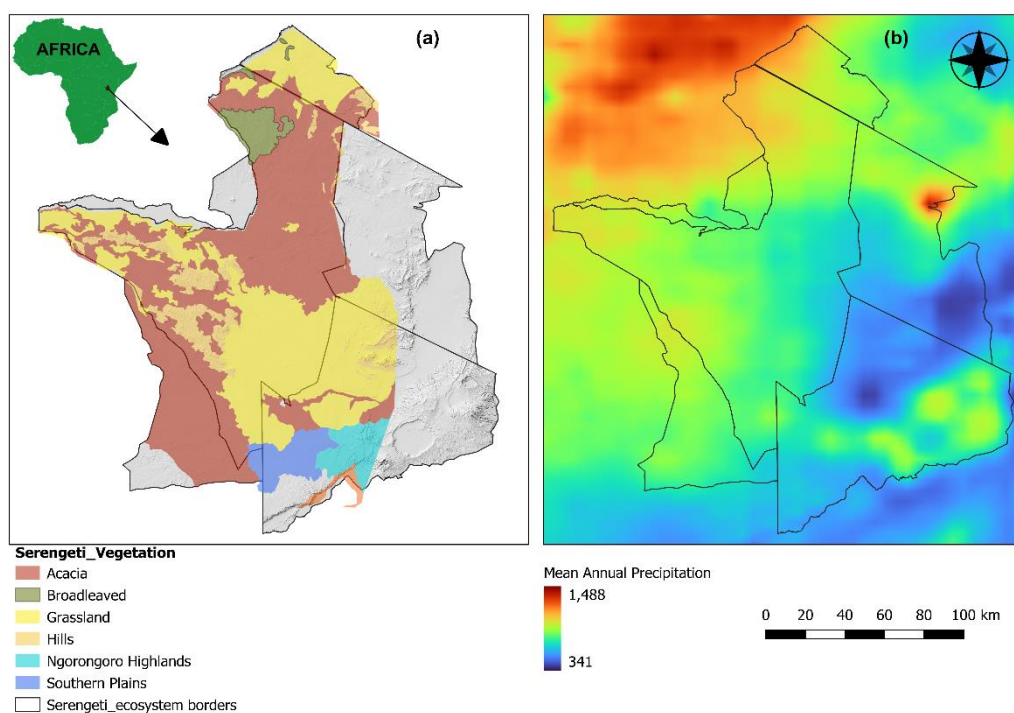 AFRICA
(a)
(b)
Serengeti_Vegetation
Acacia
Broadleaved
Grassland
Hills
Ngorongoro Highlands
Southern Plains
Serengeti_ecosystem borders
Mean Annual Precipitation
1,488
341
0 20 40 60 80 100 km